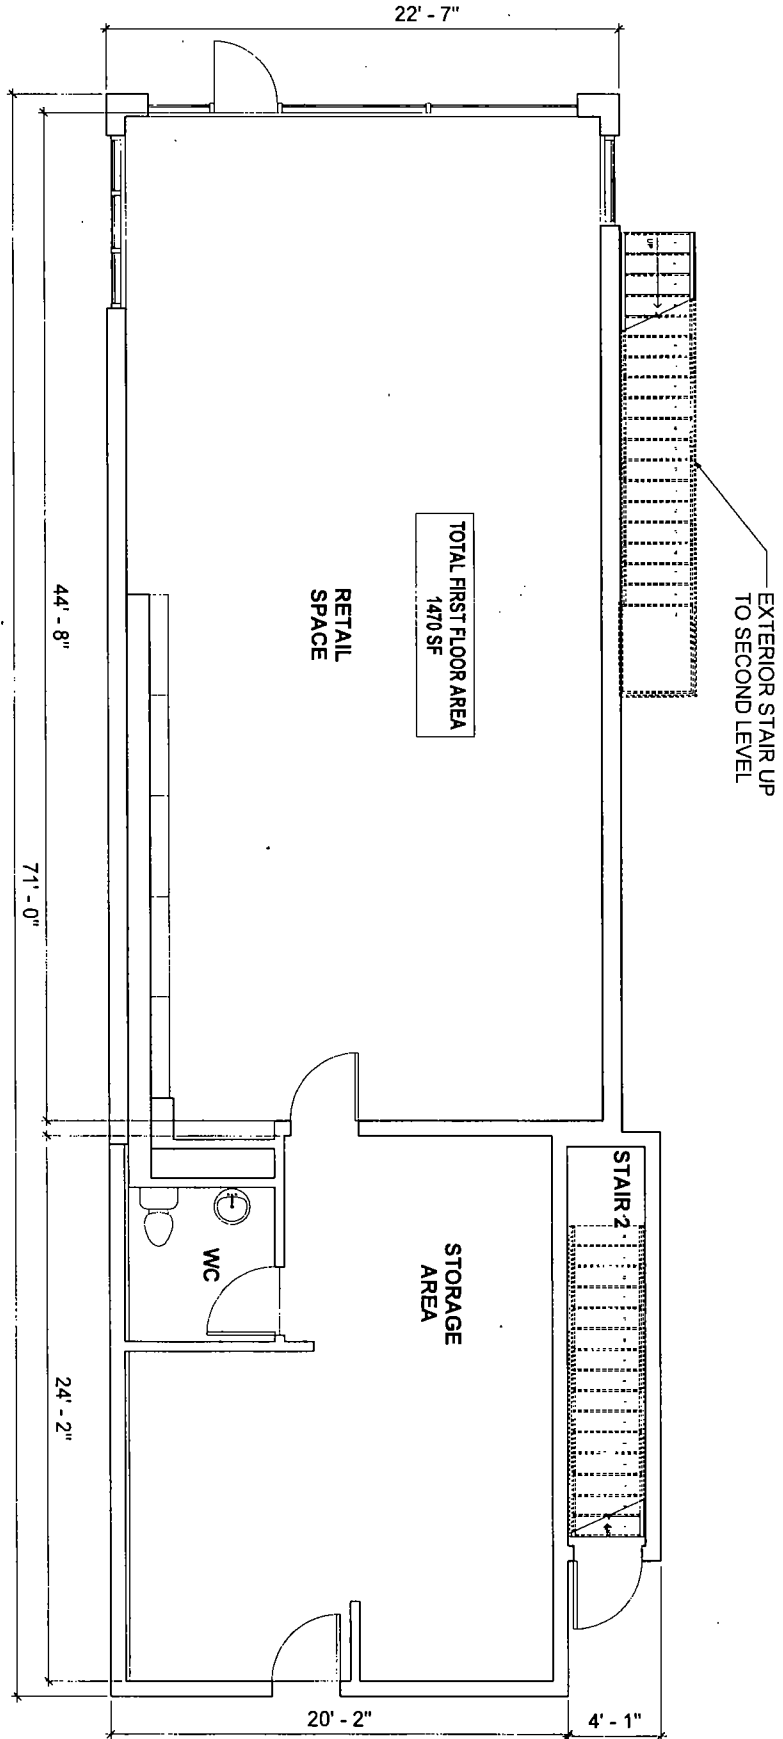 22' - 7"
UP
EXTERIOR STAIR UP
TO SECOND LEVEL
TOTAL FIRST FLOOR AREA
1470 SF
RETAIL
SPACE
44' - 8"
71' - 0"
STAIR 2
STORAGE
AREA
WC
24' - 2"
20' - 2"
4' - 1"